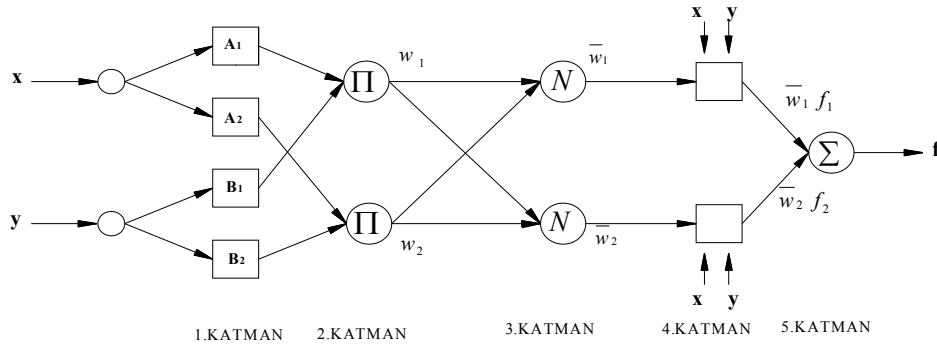 x y
A1
w 1
w̅1
x
Π
N
w̅1 f1
A2
Σ
f
B1
w̅2 f2
y
Π
N
w2
w̅2
B2
x y
1.KATMAN 2.KATMAN 3.KATMAN 4.KATMAN 5.KATMAN